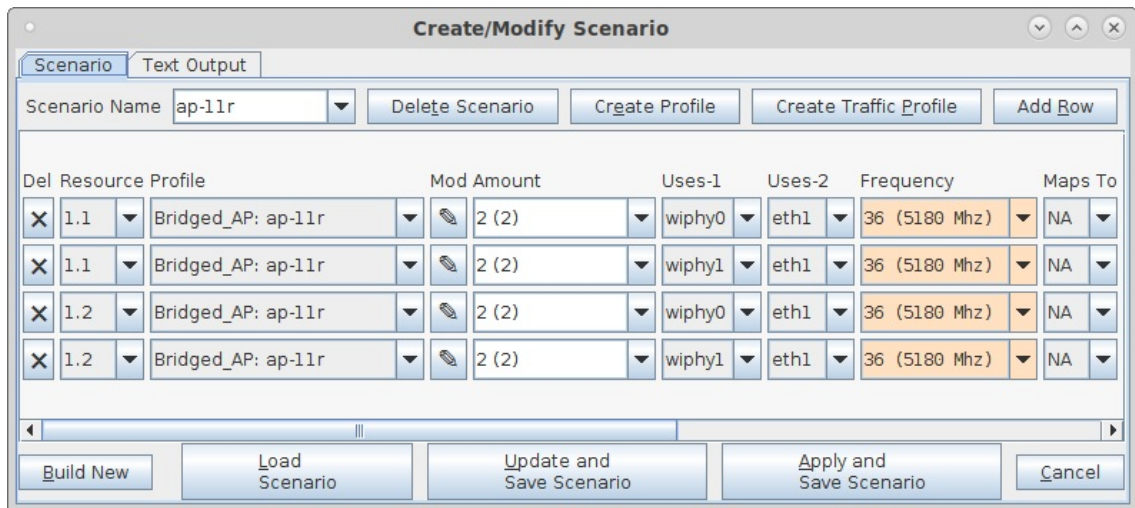 Create/Modify Scenario
Scenario Text Output
Scenario Name ap-11r Delete Scenario Create Profile Create Traffic Profile Add Row
Del Resource Profile Mod Amount Uses-1 Uses-2 Frequency Maps To
1.1 Bridged_AP: ap-11r 2 (2) wiphy0 eth1 36 (5180 Mhz) NA
1.1 Bridged_AP: ap-11r 2 (2) wiphy1 eth1 36 (5180 Mhz) NA
1.2 Bridged_AP: ap-11r 2 (2) wiphy0 eth1 36 (5180 Mhz) NA
1.2 Bridged_AP: ap-11r 2 (2) wiphy1 eth1 36 (5180 Mhz) NA
Build New Load Scenario Update and Save Scenario Apply and Save Scenario Cancel